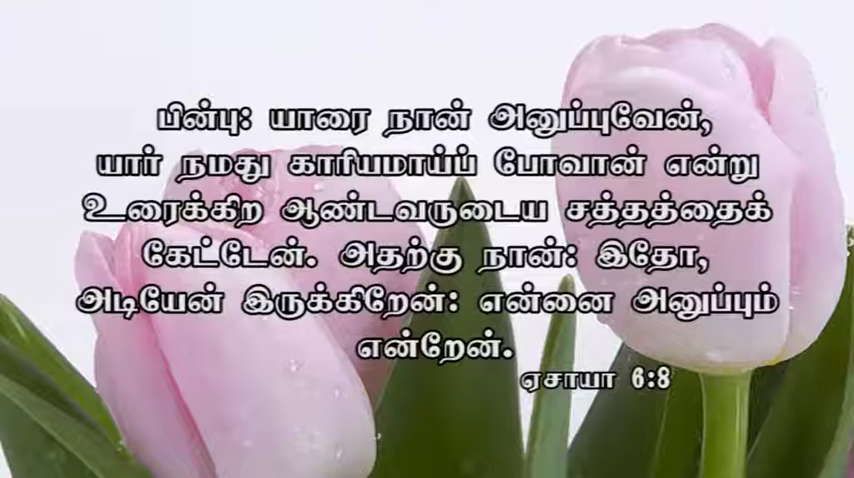 பின்பு: யாரை நான் அனுப்புவேன்,
யார் நமது காரியமாய்ப் போவான் என்று
உரைக்கிற ஆண்டவருடைய சத்தத்தைக்
கேட்டேன். அதற்கு நான்: இதோ,
அடியேன் இருக்கிறேன்: என்னை அனுப்பும்
என்றேன்.
ஏசாயா 6:8